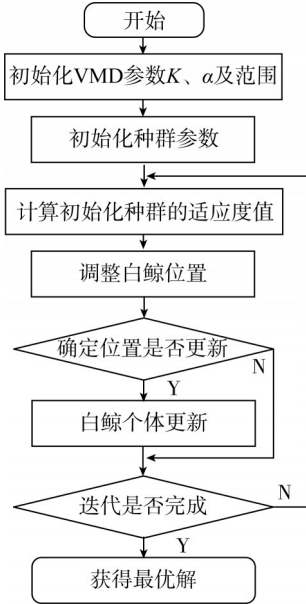 开始
初始化VMD参数K、α及范围
初始化种群参数
计算初始化种群的适应度值
调整白鲸位置
确定位置是否更新
N
Y
白鲸个体更新
迭代是否完成
N
Y
获得最优解